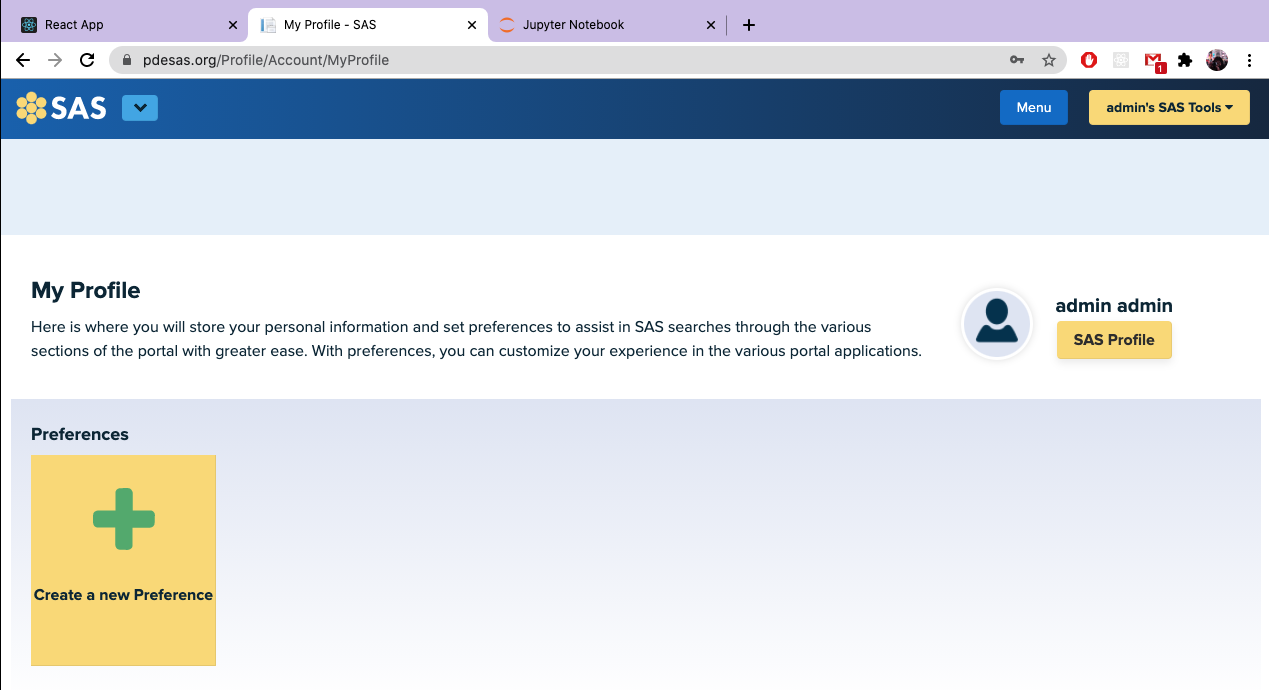 React App
My Profile - SAS
Jupyter Notebook
pdesas.org/Profile/Account/MyProfile
1
SAS
Menu
admin's SAS Tools
My Profile
Here is where you will store your personal information and set preferences to assist in SAS searches through the various
sections of the portal with greater ease. With preferences, you can customize your experience in the various portal applications.
admin admin
SAS Profile
Preferences
Create a new Preference